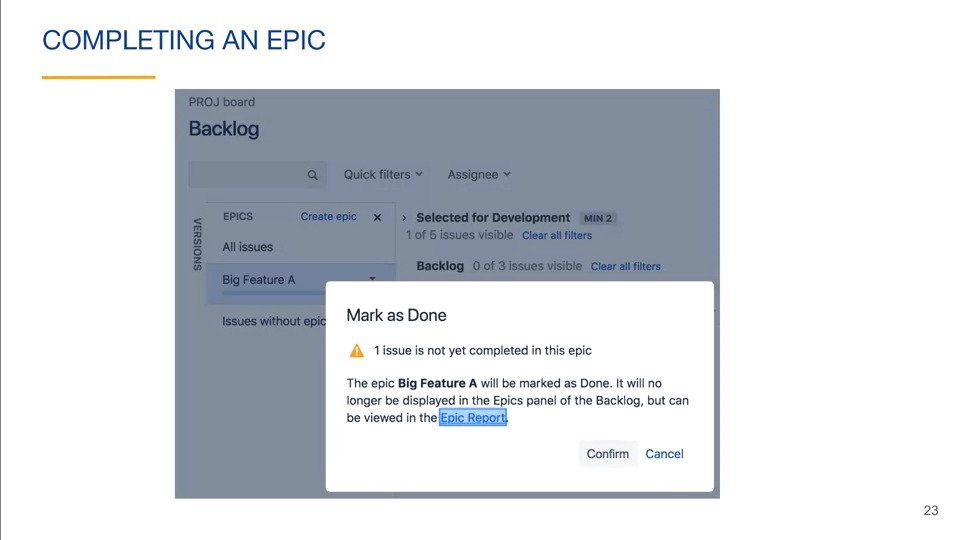 COMPLETING AN EPIC
PROJ board
Backlog
Quick filters
Assignee
VERSIONS
EPICS
Create epic
All issues
Big Feature A
Issues without epic
Selected for Development MIN 2
1 of 5 issues visible Clear all filters
Backlog 0 of 3 issues visible Clear all filters
Mark as Done
1 issue is not yet completed in this epic
The epic Big Feature A will be marked as Done. It will no
longer be displayed in the Epics panel of the Backlog, but can
be viewed in the Epic Report.
Confirm
Cancel
23